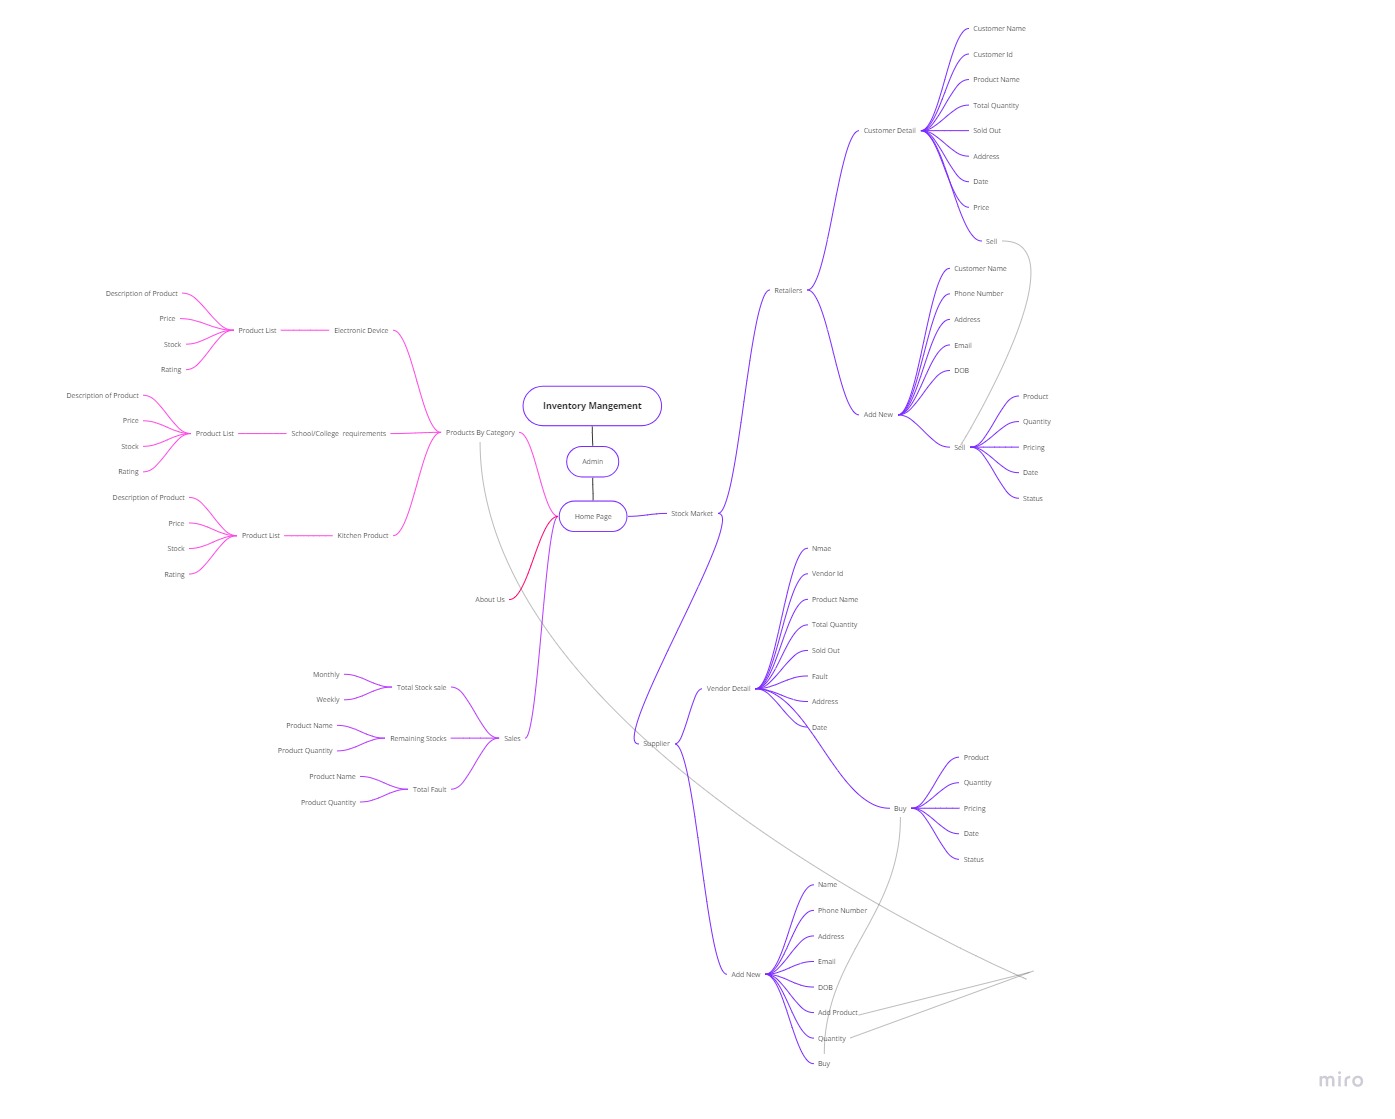 Inventory Mangement
Admin
Home Page
Products By Category
Electronic Device
Product List
Description of Product
Price
Stock
Rating
School/College requirements
Product List
Description of Product
Price
Stock
Rating
Kitchen Product
Product List
Description of Product
Price
Stock
Rating
About Us
Sales
Total Stock sale
Monthly
Weekly
Remaining Stocks
Product Name
Product Quantity
Total Fault
Product Name
Product Quantity
Stock Market
Retailers
Customer Detail
Customer Name
Customer Id
Product Name
Total Quantity
Sold Out
Address
Date
Price
Sell
Add New
Customer Name
Phone Number
Address
Email
DOB
Sell
Product
Quantity
Pricing
Date
Status
Supplier
Vendor Detail
Nmae
Vendor Id
Product Name
Total Quantity
Sold Out
Fault
Address
Date
Buy
Product
Quantity
Pricing
Date
Status
Add New
Name
Phone Number
Address
Email
DOB
Add Product
Quantity
Buy
miro